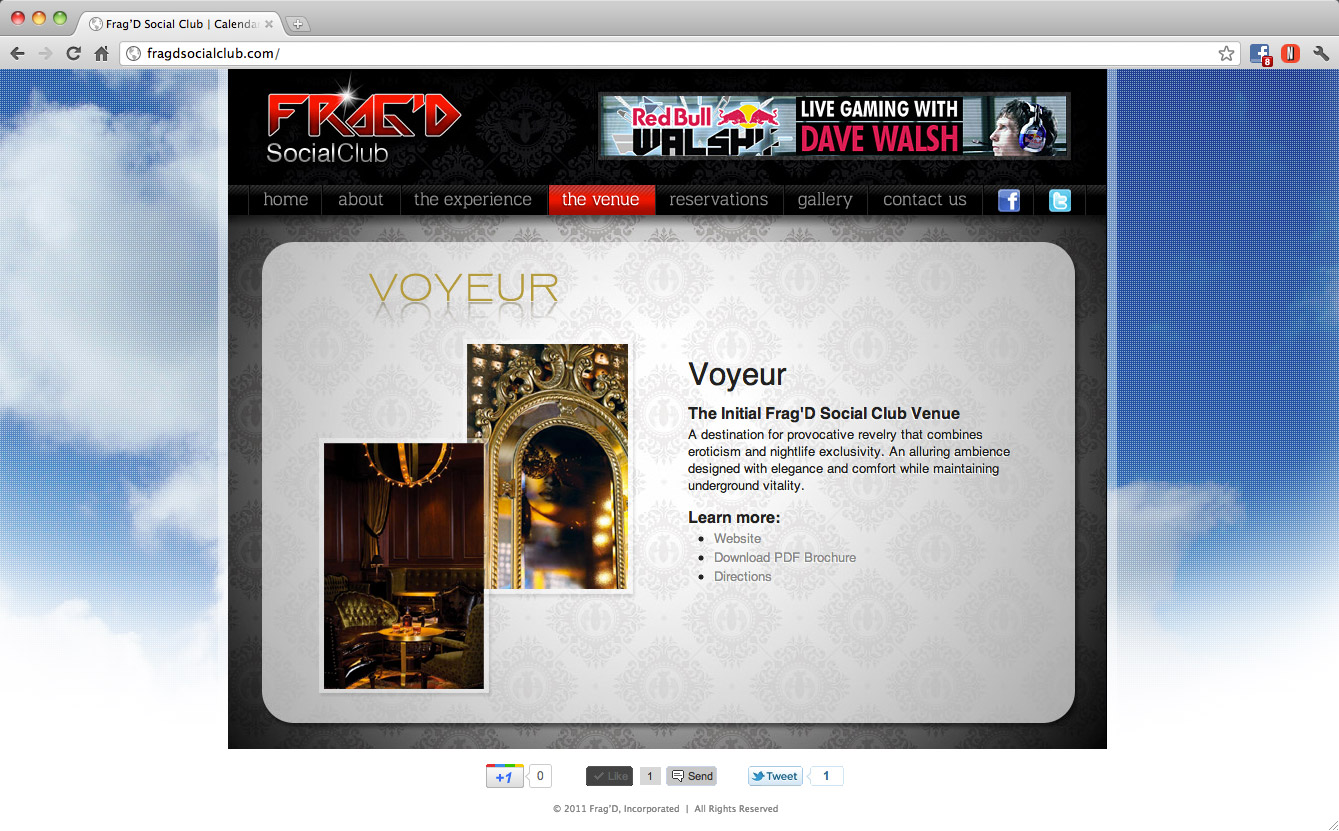 Frag'D Social Club | Calenda
fragdsocialclub.com/
8
N
FRAG'D
SocialClub
Red Bull
WALSH
LIVE GAMING WITH
DAVE WALSH
home about the experience the venue reservations gallery contact us
VOYEUR
Voyeur
The Initial Frag'D Social Club Venue
A destination for provocative revelry that combines
eroticism and nightlife exclusivity. An alluring ambience
designed with elegance and comfort while maintaining
underground vitality.
Learn more:
• Website
• Download PDF Brochure
• Directions
+1 0 Like 1 Send Tweet 1
© 2011 Frag'D, Incorporated | All Rights Reserved